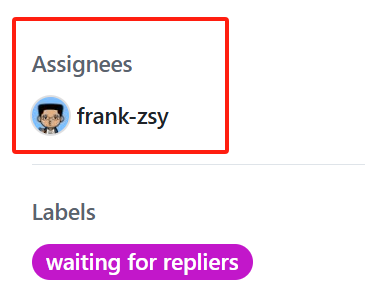 Assignees
frank-zsy
Labels
waiting for repliers